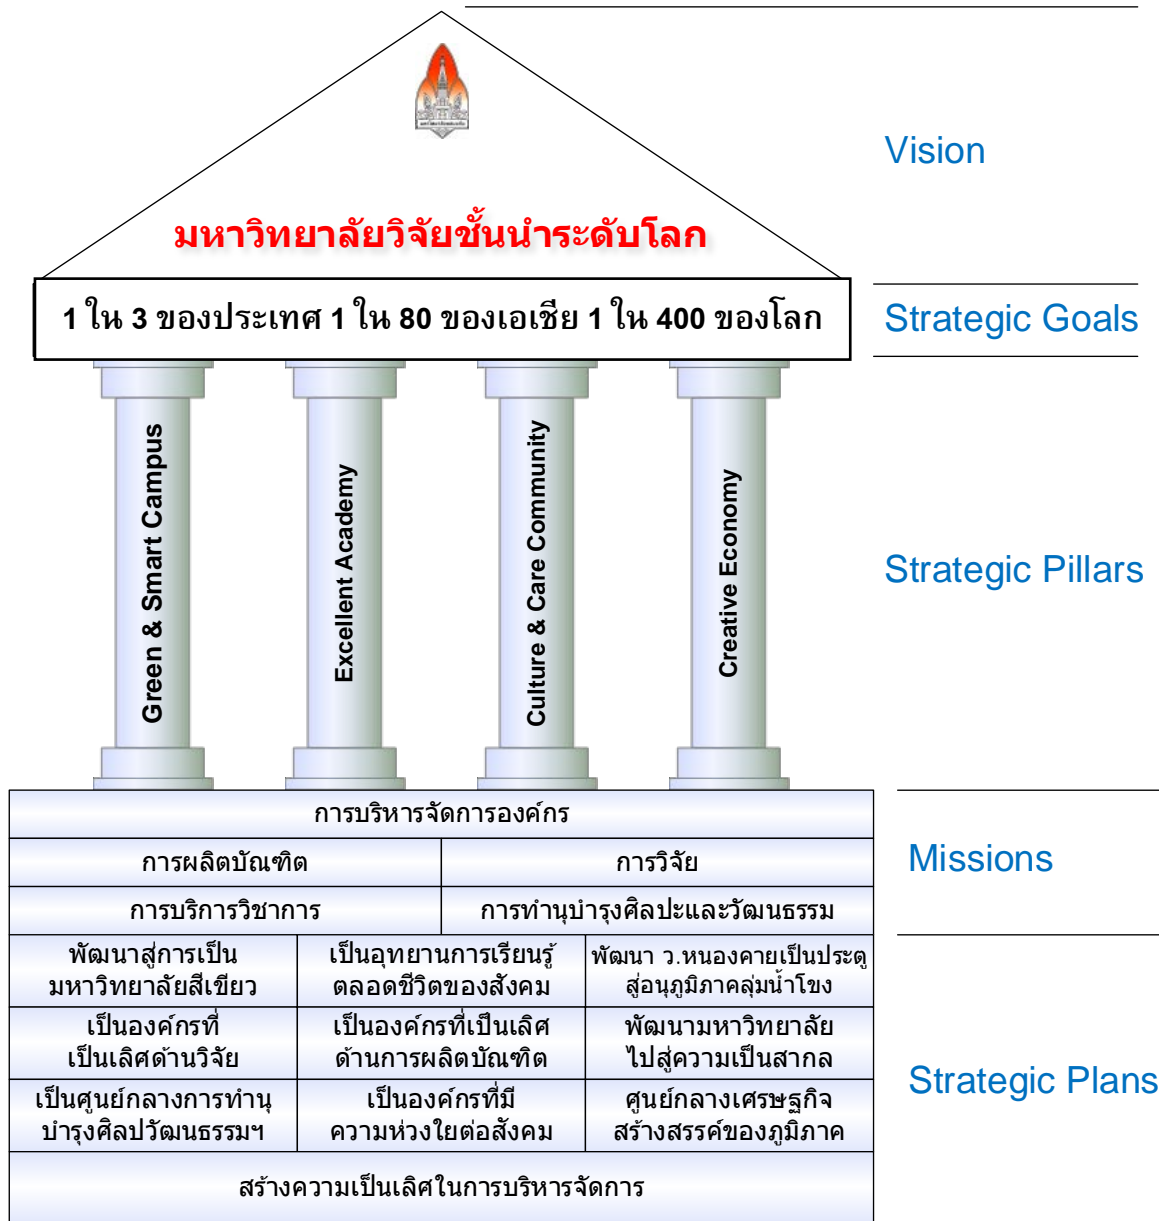 Vision
มหาวิทยาลัยวิจัยชั้นนำระดับโลก
1 ใน 3 ของประเทศ 1 ใน 80 ของเอเชีย 1 ใน 400 ของโลก
Strategic Goals
Green & Smart Campus
Excellent Academy
Culture & Care Community
Creative Economy
Strategic Pillars
การบริหารจัดการองค์กร
การผลิตบัณฑิต
การวิจัย
Missions
การบริการวิชาการ
การทำนุบำรุงศิลปะและวัฒนธรรม
พัฒนาสู่การเป็น
มหาวิทยาลัยสีเขียว
เป็นอุทยานการเรียนรู้
ตลอดชีวิตของสังคม
พัฒนา ว.หนองคายเป็นประตู
สู่อนุภูมิภาคลุ่มน้ำโขง
เป็นองค์กรที่
เป็นเลิศด้านวิจัย
เป็นองค์กรที่เป็นเลิศ
ด้านการผลิตบัณฑิต
พัฒนามหาวิทยาลัย
ไปสู่ความเป็นสากล
Strategic Plans
เป็นศูนย์กลางการทำนุ
บำรุงศิลปวัฒนธรรมฯ
เป็นองค์กรที่มี
ความห่วงใยต่อสังคม
ศูนย์กลางเศรษฐกิจ
สร้างสรรค์ของภูมิภาค
สร้างความเป็นเลิศในการบริหารจัดการ